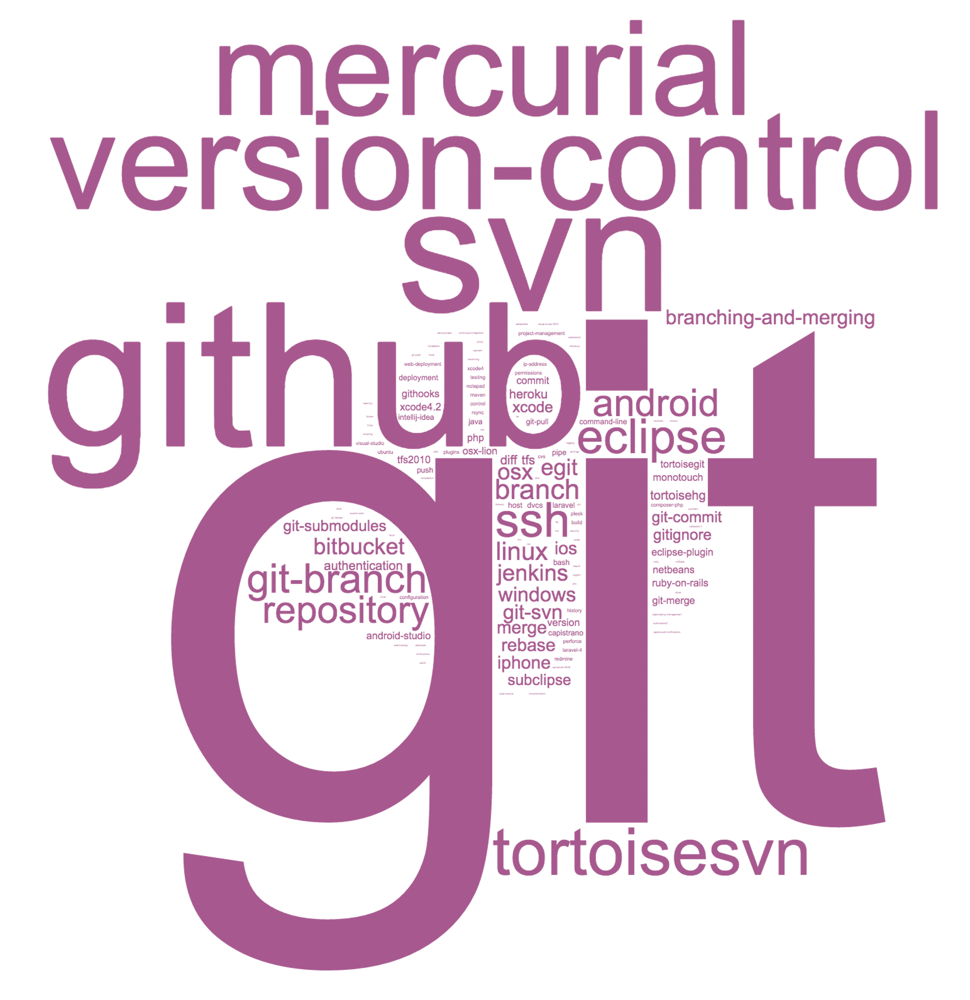 mercurial
version-control
svn
github
branching-and-merging
git
project-management
web-deployment
ip-address
xcode4
permissions
deployment
testing
commit
notepad
githooks
maven
heroku
android
xcode4.2
control
xcode
rsync
intellij-idea
java
git-pull
command-line
php
eclipse
visual-studio
ubuntu
plugins
osx-lion
pipe
tfs2010
diff
tfs
cvs
push
osx
egit
tortoisegit
monotouch
branch
tortoisehg
host
dvcs
laravel
composer-php
ssh
plesk
git-commit
build
git-submodules
gitignore
bitbucket
linux
ios
eclipse-plugin
authentication
bash
git-branch
jenkins
netbeans
ruby-on-rails
configuration
windows
git-merge
repository
git-svn
history
merge
version
android-studio
capistrano
rebase
perforce
laravel-4
iphone
redmine
subclipse
tortoisesvn